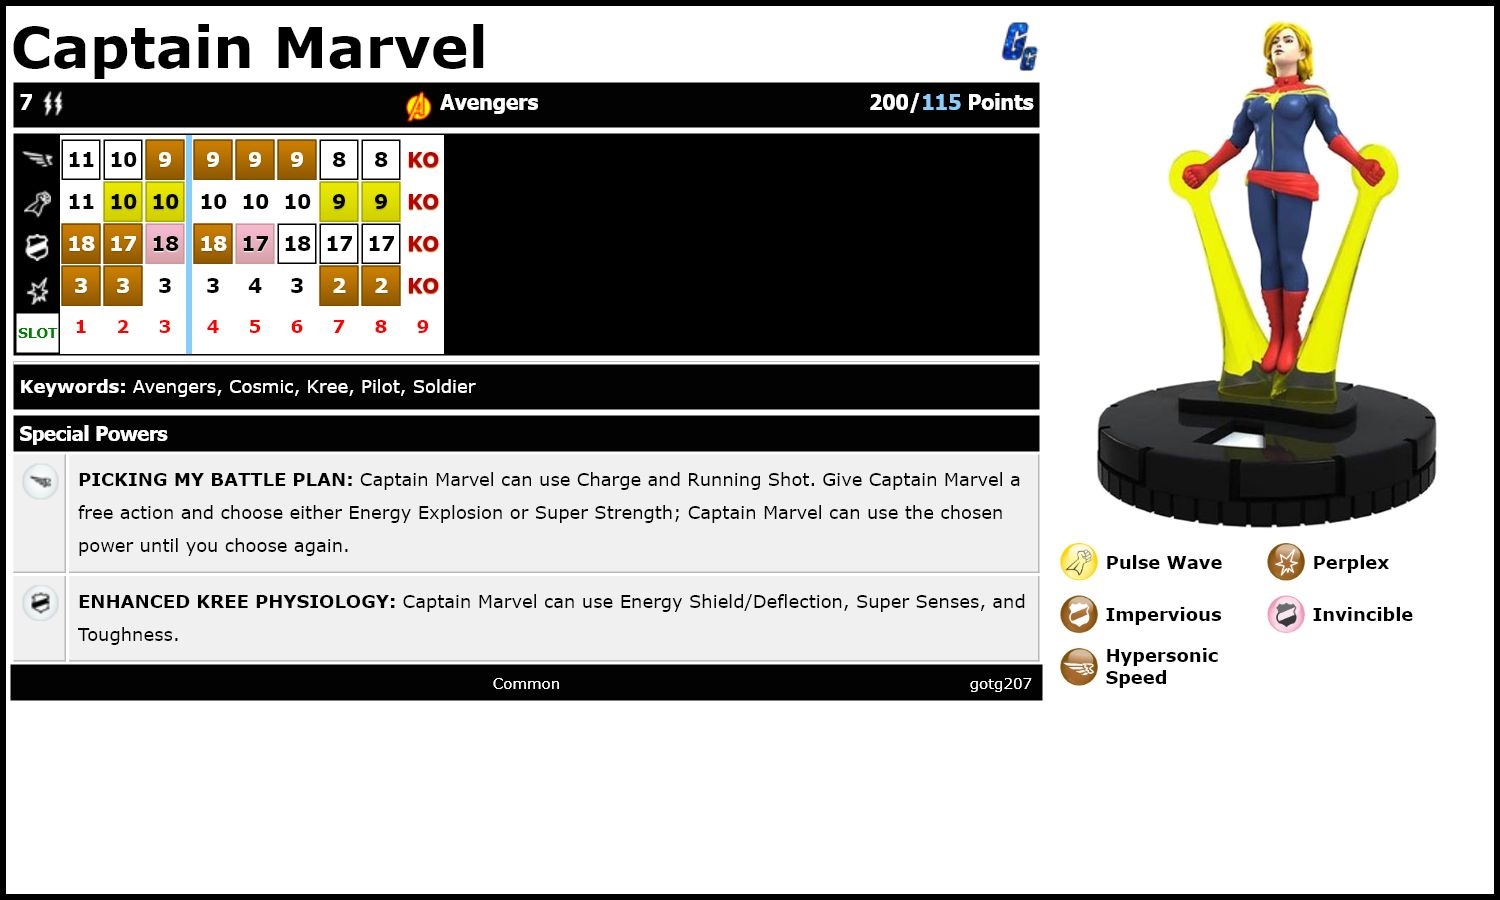 Captain Marvel
GG
7 Avengers 200/115 Points
11 10 9 9 9 9 8 8 KO
11 10 10 10 10 10 9 9 KO
18 17 18 18 17 18 17 17 KO
3 3 3 3 4 3 2 2 KO
SLOT 1 2 3 4 5 6 7 8 9
Keywords: Avengers, Cosmic, Kree, Pilot, Soldier
Special Powers
PICKING MY BATTLE PLAN: Captain Marvel can use Charge and Running Shot. Give Captain Marvel a
free action and choose either Energy Explosion or Super Strength; Captain Marvel can use the chosen
power until you choose again.
ENHANCED KREE PHYSIOLOGY: Captain Marvel can use Energy Shield/Deflection, Super Senses, and
Toughness.
Common gotg207
Pulse Wave Perplex
Impervious Invincible
Hypersonic
Speed